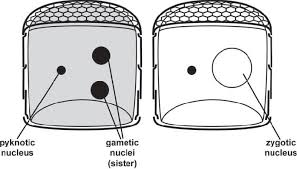 pyknotic
nucleus
gametic
nuclei
(sister)
zygotic
nucleus